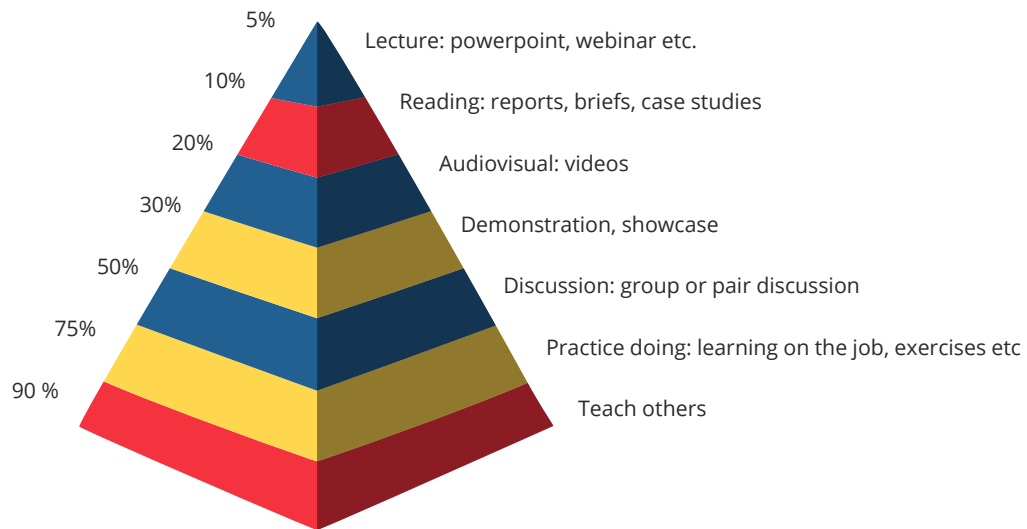 5%
Lecture: powerpoint, webinar etc.
10%
Reading: reports, briefs, case studies
20%
Audiovisual: videos
30%
Demonstration, showcase
50%
Discussion: group or pair discussion
75%
Practice doing: learning on the job, exercises etc
90 %
Teach others